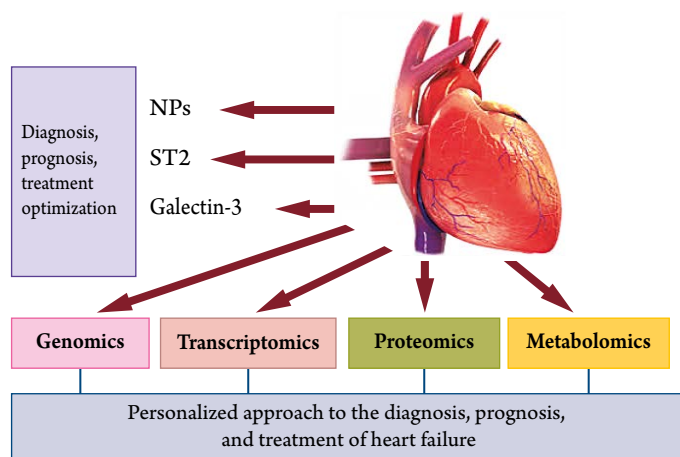 Diagnosis,
prognosis,
treatment
optimization
NPs
ST2
Galectin-3
Genomics
Transcriptomics
Proteomics
Metabolomics
Personalized approach to the diagnosis, prognosis,
and treatment of heart failure